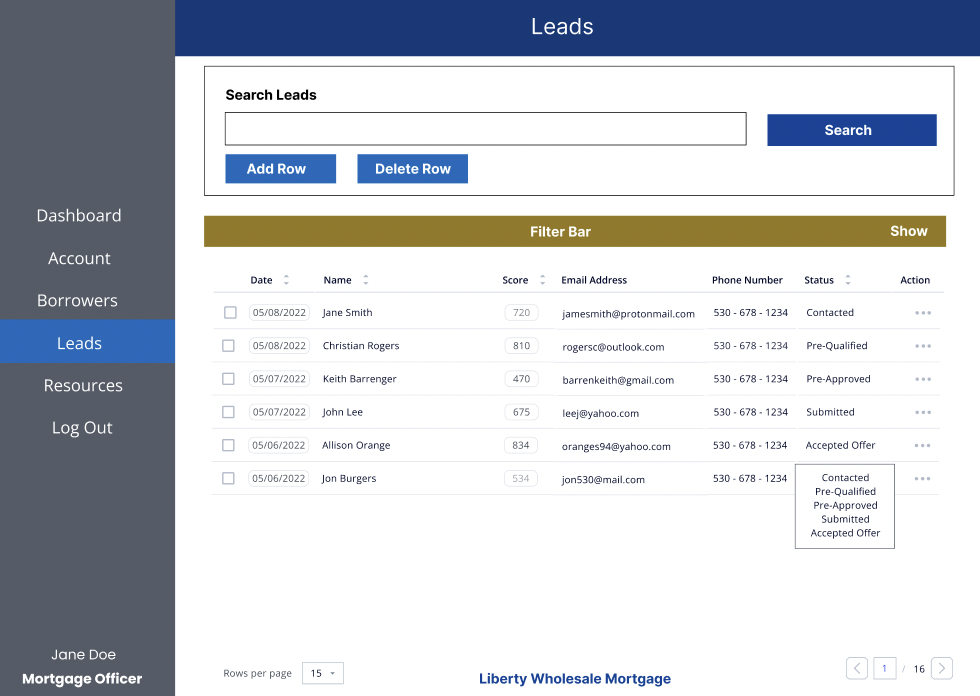 Leads
Search Leads
Search
Add Row Delete Row
Dashboard
Account
Borrowers
Leads
Resources
Log Out
Filter Bar Show
Date Name Score Email Address Phone Number Status Action
05/08/2022 Jane Smith 720 jamesmith@protonmail.com 530 - 678 - 1234 Contacted
05/08/2022 Christian Rogers 810 rogersc@outlook.com 530 - 678 - 1234 Pre-Qualified
05/07/2022 Keith Barrenger 470 barrenkeith@gmail.com 530 - 678 - 1234 Pre-Approved
05/07/2022 John Lee 675 leej@yahoo.com 530 - 678 - 1234 Submitted
05/06/2022 Allison Orange 834 oranges94@yahoo.com 530 - 678 - 1234 Accepted Offer
05/06/2022 Jon Burgers 534 jon530@mail.com 530 - 678 - 1234 Contacted
Pre-Qualified
Pre-Approved
Submitted
Accepted Offer
Jane Doe
Mortgage Officer
Rows per page 15
Liberty Wholesale Mortgage
1 / 16